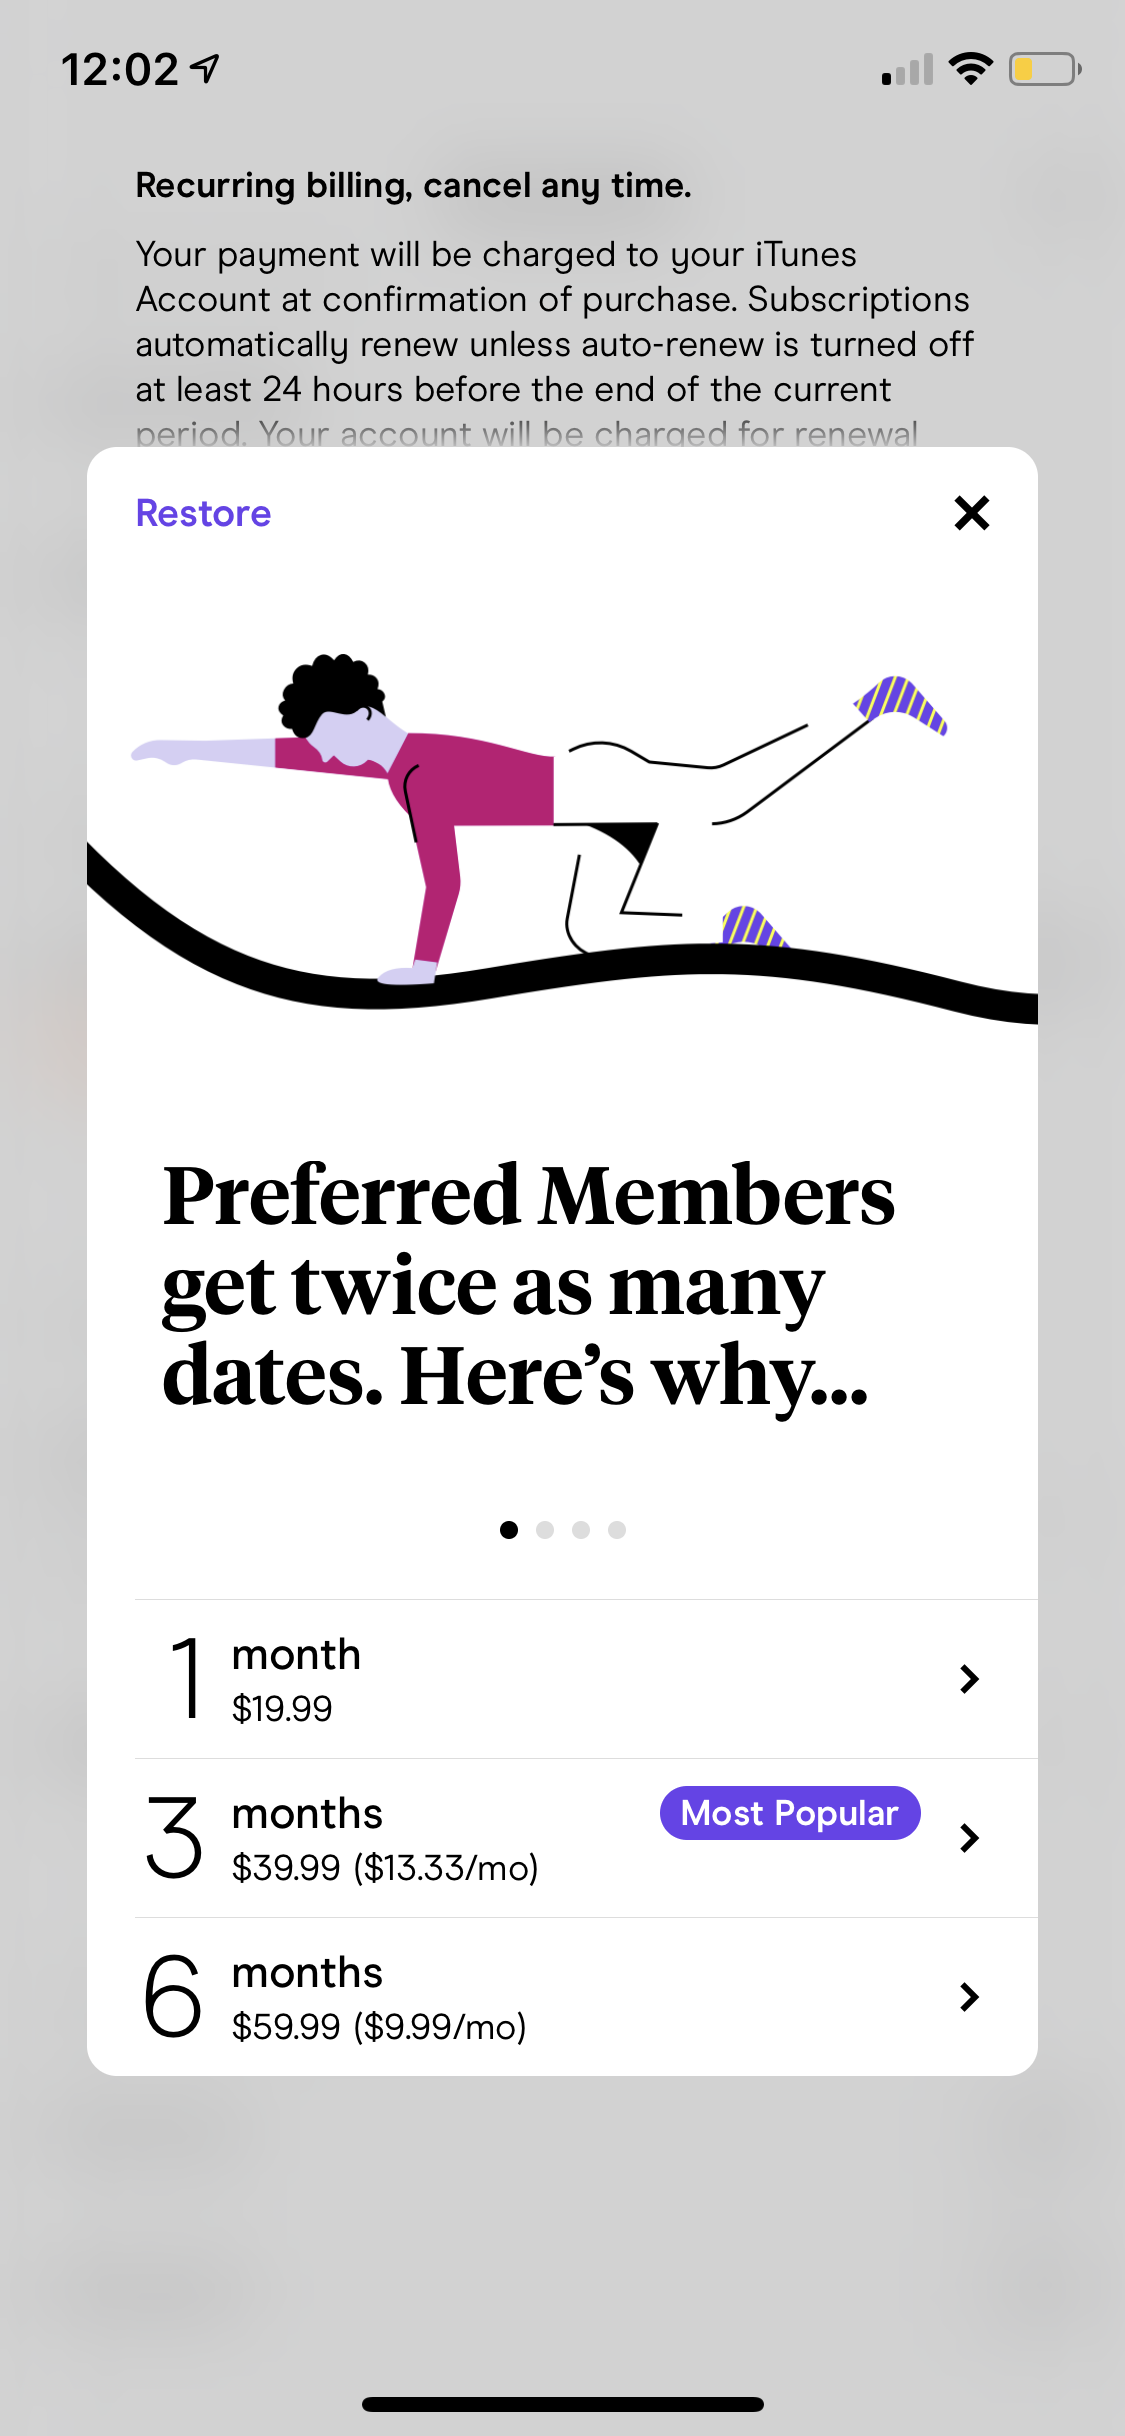 12:02
Recurring billing, cancel any time.
Your payment will be charged to your iTunes
Account at confirmation of purchase. Subscriptions
automatically renew unless auto-renew is turned off
at least 24 hours before the end of the current
period. Your account will be charged for renewal
Restore
Preferred Members
get twice as many
dates. Here’s why...
1 month
$19.99
3 months
Most Popular
$39.99 ($13.33/mo)
6 months
$59.99 ($9.99/mo)